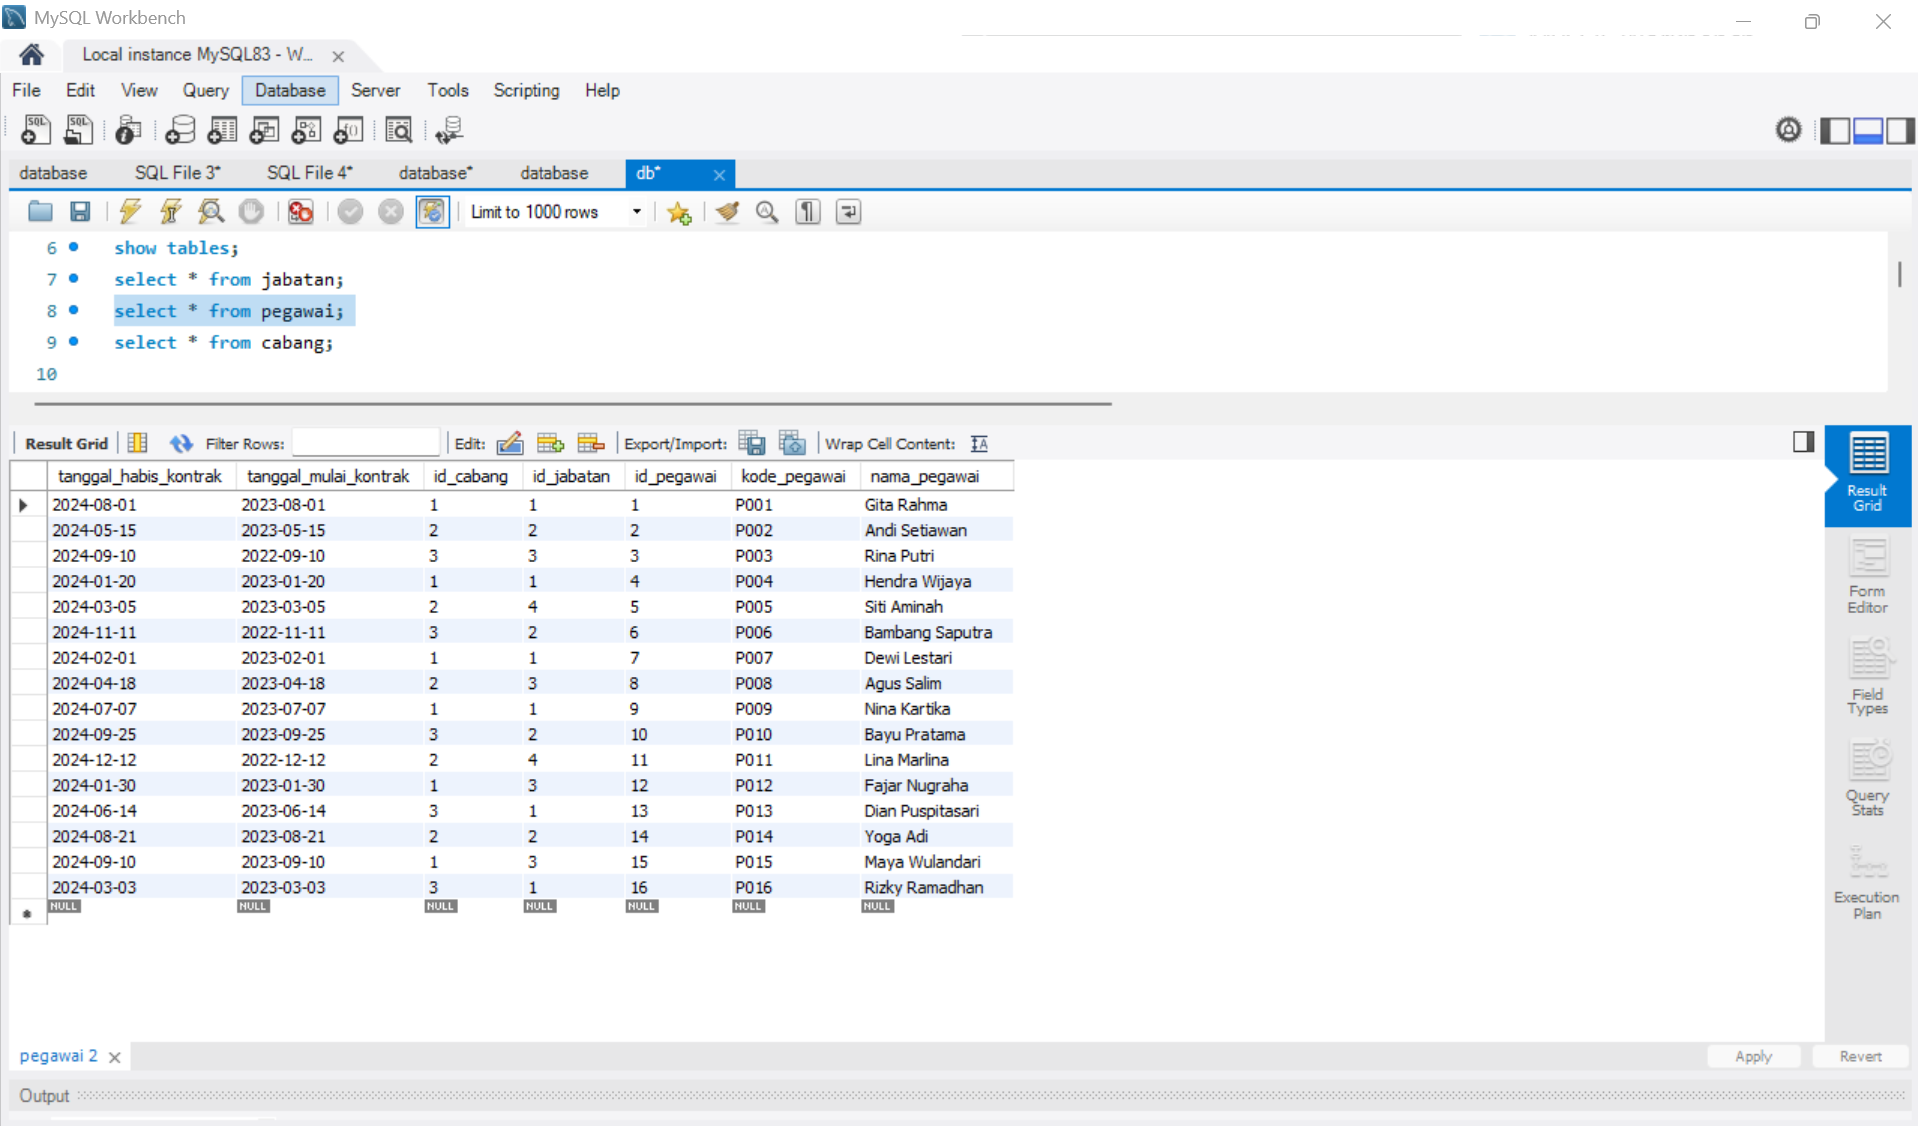 MySQL Workbench
Local instance MySQL83 - W...
File Edit View Query Database Server Tools Scripting Help
database SQL File 3* SQL File 4* database* database db*
Limit to 1000 rows
6 show tables;
7 select * from jabatan;
8 select * from pegawai;
9 select * from cabang;
10
Result Grid Filter Rows: Edit: Export/Import: Wrap Cell Content:
tanggal_habis_kontrak tanggal_mulai_kontrak id_cabang id_jabatan id_pegawai kode_pegawai nama_pegawai
2024-08-01 2023-08-01 1 1 1 P001 Gita Rahma
2024-05-15 2023-05-15 2 2 2 P002 Andi Setiawan
2024-09-10 2022-09-10 3 3 3 P003 Rina Putri
2024-01-20 2023-01-20 1 1 4 P004 Hendra Wijaya
2024-03-05 2023-03-05 2 4 5 P005 Siti Aminah
2024-11-11 2022-11-11 3 2 6 P006 Bambang Saputra
2024-02-01 2023-02-01 1 1 7 P007 Dewi Lestari
2024-04-18 2023-04-18 2 3 8 P008 Agus Salim
2024-07-07 2023-07-07 1 1 9 P009 Nina Kartika
2024-09-25 2023-09-25 3 2 10 P010 Bayu Pratama
2024-12-12 2022-12-12 2 4 11 P011 Lina Marlina
2024-01-30 2023-01-30 1 3 12 P012 Fajar Nugraha
2024-06-14 2023-06-14 3 1 13 P013 Dian Puspitasari
2024-08-21 2023-08-21 2 2 14 P014 Yoga Adi
2024-09-10 2023-09-10 1 3 15 P015 Maya Wulandari
2024-03-03 2023-03-03 3 1 16 P016 Rizky Ramadhan
NULL NULL NULL NULL NULL NULL NULL
Result
Grid
Form
Editor
Field
Types
Query
Stats
Execution
Plan
pegawai 2 Apply Revert
Output